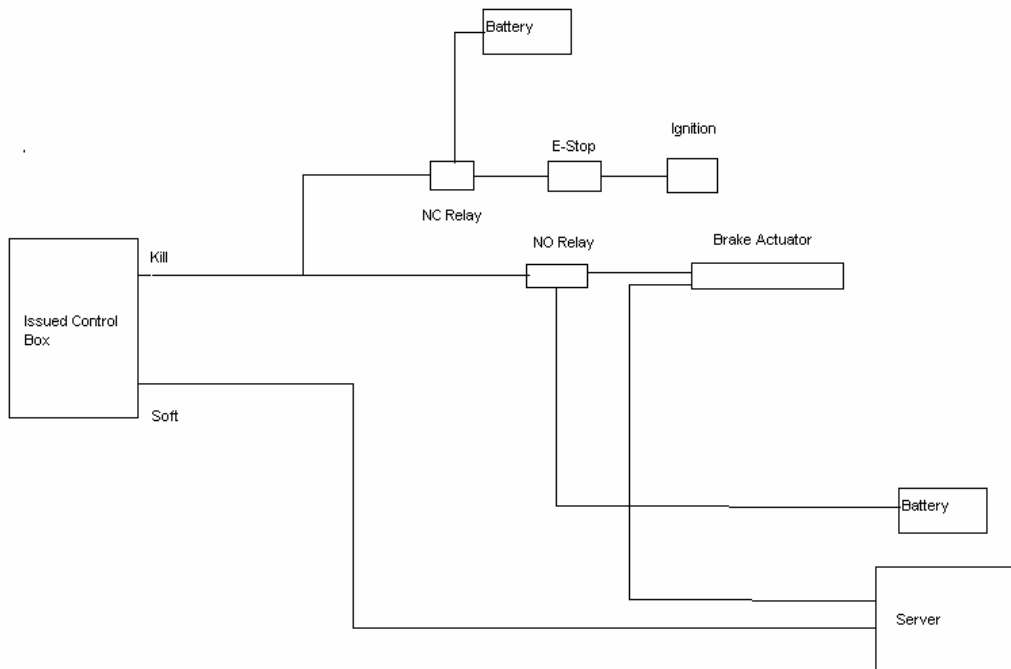 Battery
Ignition
E-Stop
NC Relay
NO Relay
Brake Actuator
Kill
Issued Control
Box
Soft
Battery
Server